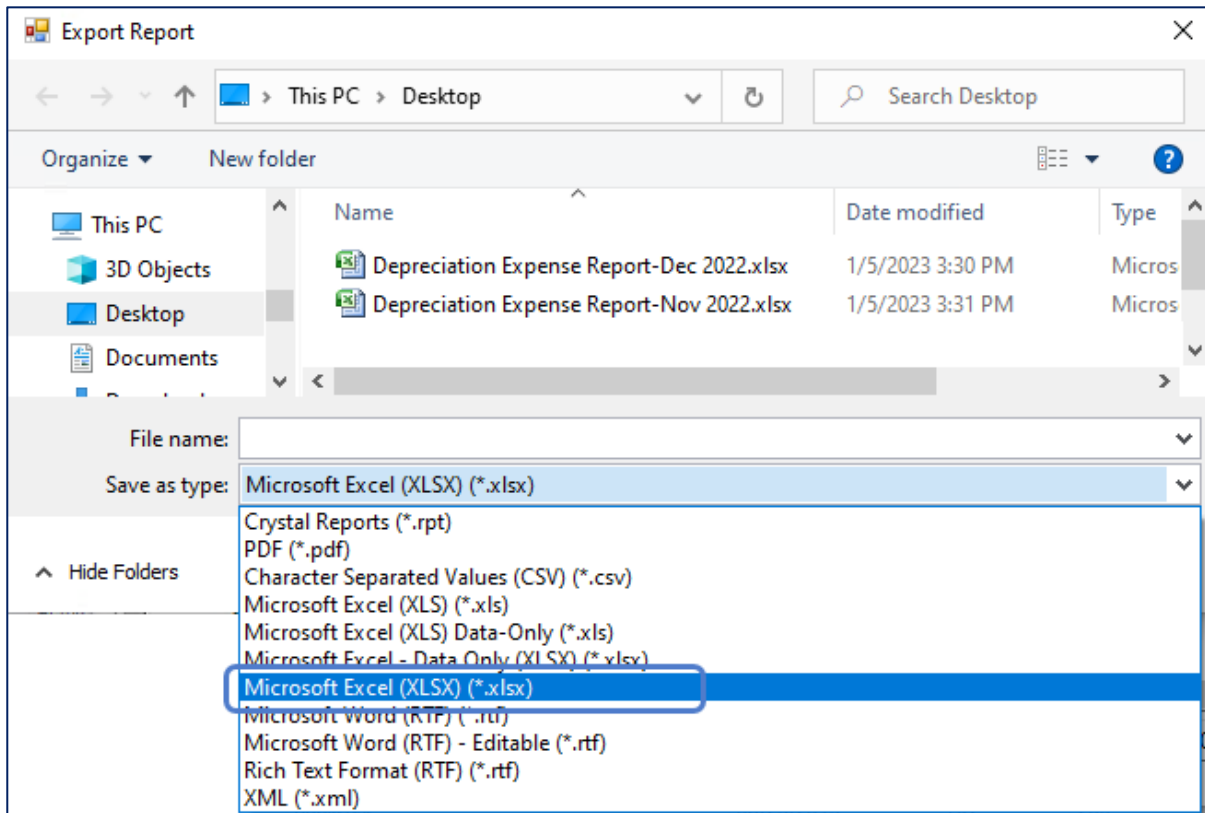 Export Report
This PC > Desktop
Search Desktop
Organize
New folder
Name
Date modified
Type
This PC
3D Objects
Desktop
Documents
Depreciation Expense Report-Dec 2022.xlsx 1/5/2023 3:30 PM Micros
Depreciation Expense Report-Nov 2022.xlsx 1/5/2023 3:31 PM Micros
File name:
Save as type: Microsoft Excel (XLSX) (*.xlsx)
Crystal Reports (*.rpt)
PDF (*.pdf)
Character Separated Values (CSV) (*.csv)
Microsoft Excel (XLS) (*.xls)
Microsoft Excel (XLS) Data-Only (*.xls)
Microsoft Excel - Data Only (XLSX) (*.xlsx)
Microsoft Excel (XLSX) (*.xlsx)
Microsoft Word (RTF) (*.rtf)
Microsoft Word (RTF) - Editable (*.rtf)
Rich Text Format (RTF) (*.rtf)
XML (*.xml)
Hide Folders